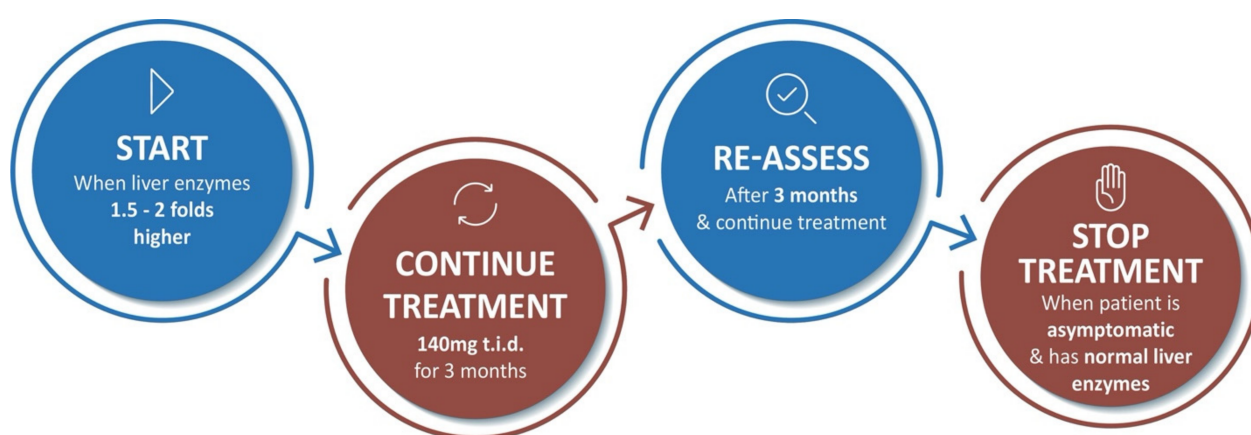 START
When liver enzymes
1.5 - 2 folds
higher
CONTINUE
TREATMENT
140mg t.i.d.
for 3 months
RE-ASSESS
After 3 months
& continue treatment
STOP
TREATMENT
When patient is
asymptomatic
& has normal liver
enzymes